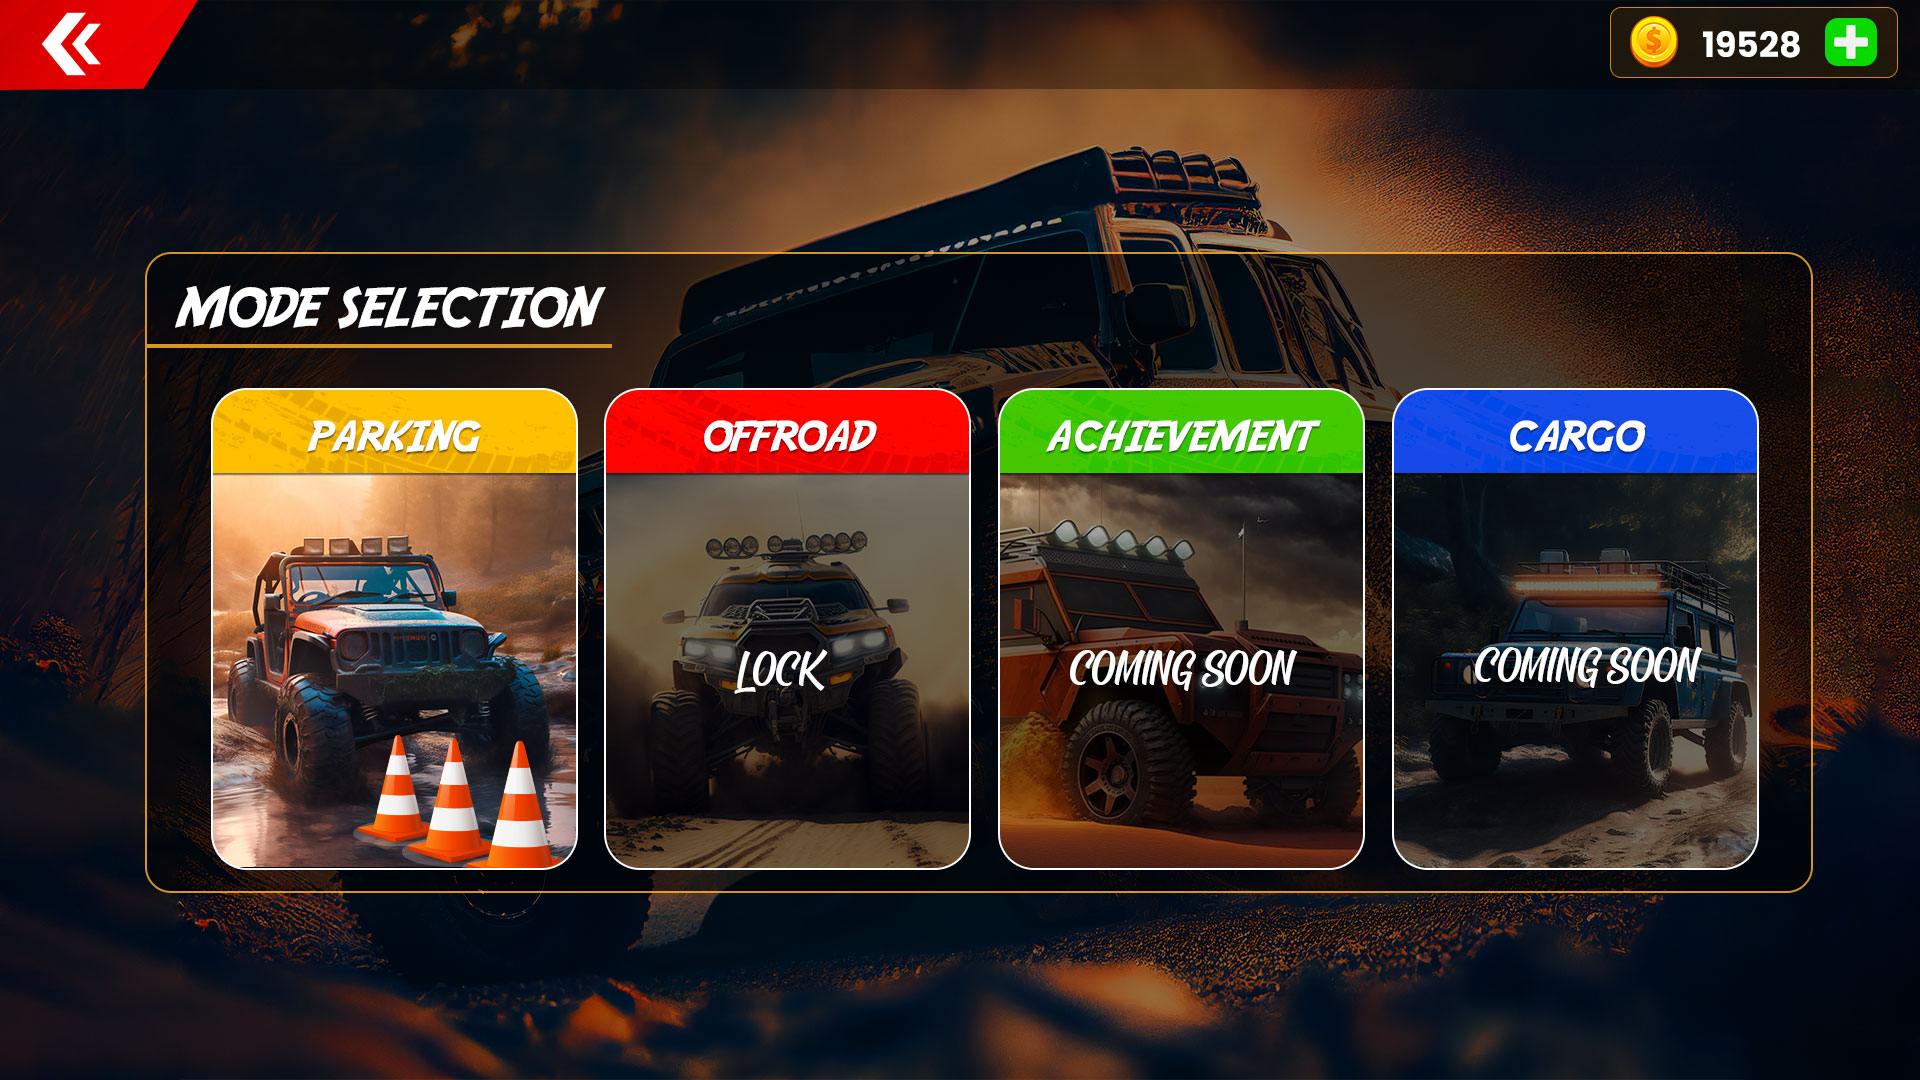 19528
MODE SELECTION
PARKING
OFFROAD
ACHIEVEMENT
CARGO
LOCK
COMING SOON
COMING SOON